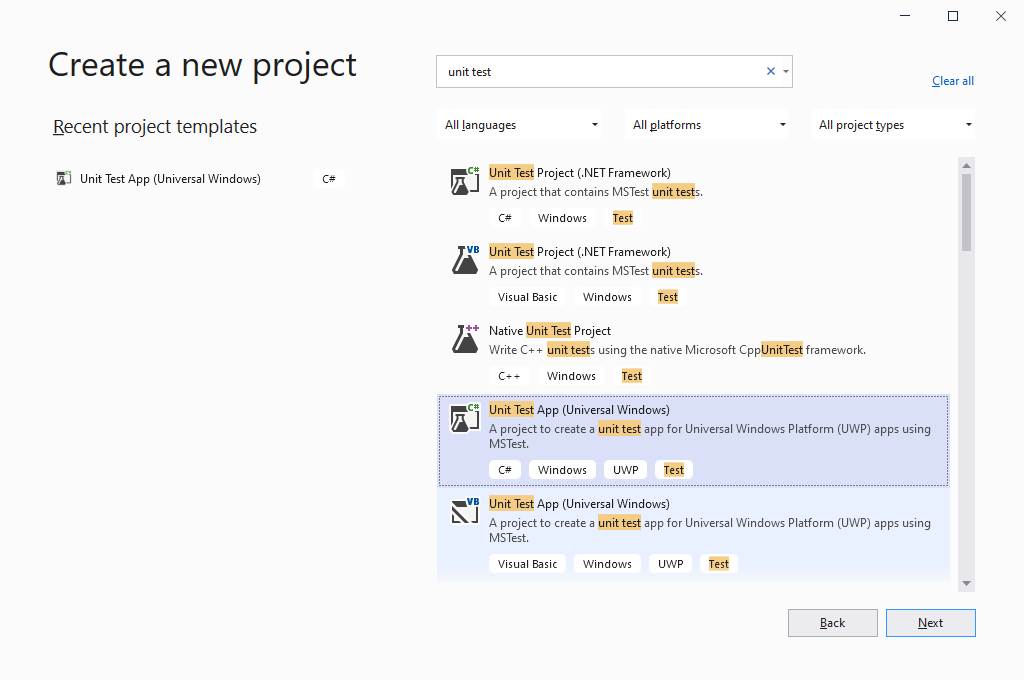 Create a new project
Recent project templates
Unit Test App (Universal Windows) C#
unit test
Clear all
All languages All platforms All project types
C#
Unit Test Project (.NET Framework)
A project that contains MSTest unit tests.
C# Windows Test
VB
Unit Test Project (.NET Framework)
A project that contains MSTest unit tests.
Visual Basic Windows Test
++
Native Unit Test Project
Write C++ unit tests using the native Microsoft CppUnitTest framework.
C++ Windows Test
C#
Unit Test App (Universal Windows)
A project to create a unit test app for Universal Windows Platform (UWP) apps using
MSTest.
C# Windows UWP Test
VB
Unit Test App (Universal Windows)
A project to create a unit test app for Universal Windows Platform (UWP) apps using
MSTest.
Visual Basic Windows UWP Test
Back Next